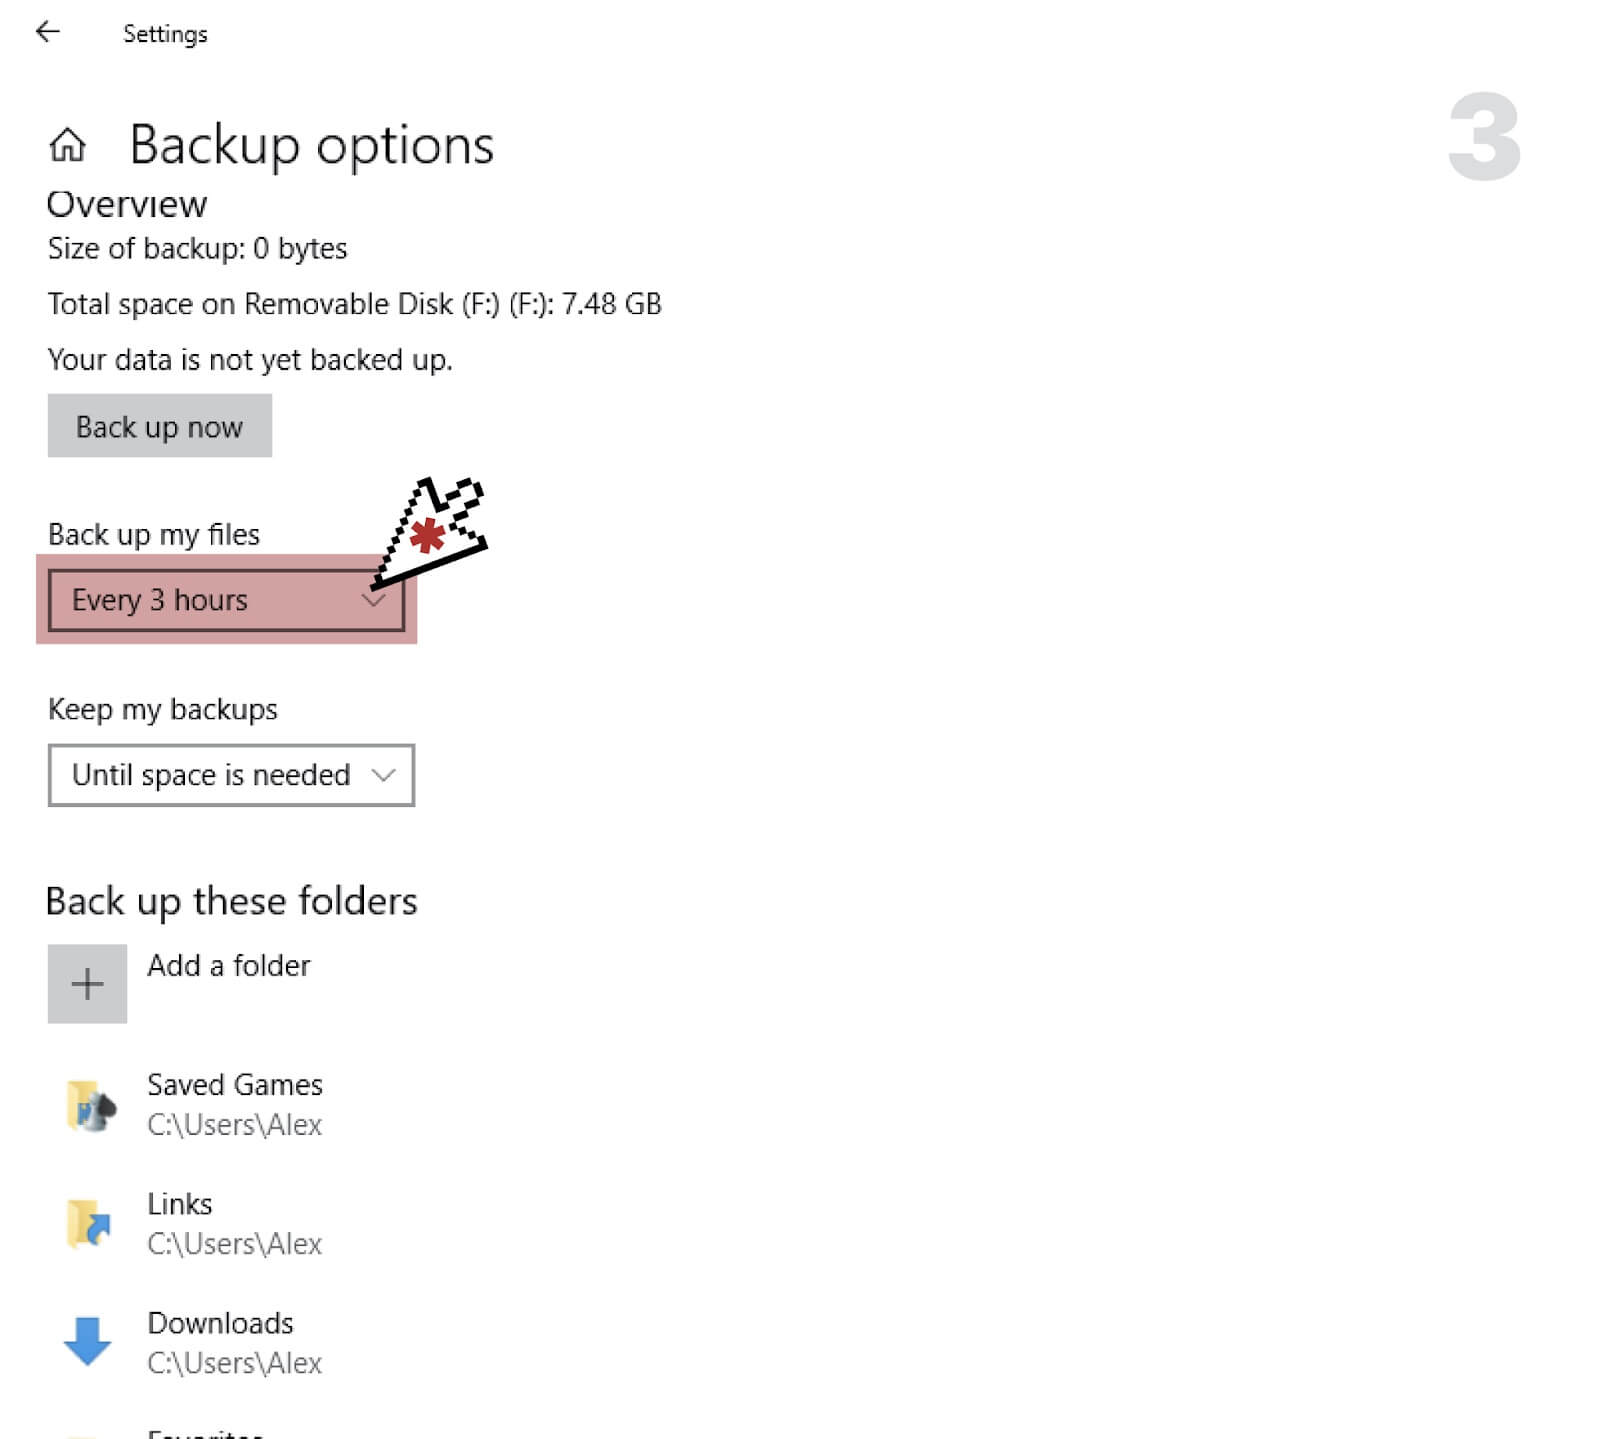 Settings
3
Backup options
Overview
Size of backup: 0 bytes
Total space on Removable Disk (F:) (F:): 7.48 GB
Your data is not yet backed up.
Back up now
Back up my files
Every 3 hours
Keep my backups
Until space is needed
Back up these folders
Add a folder
Saved Games
C:\Users\Alex
Links
C:\Users\Alex
Downloads
C:\Users\Alex
Favorites